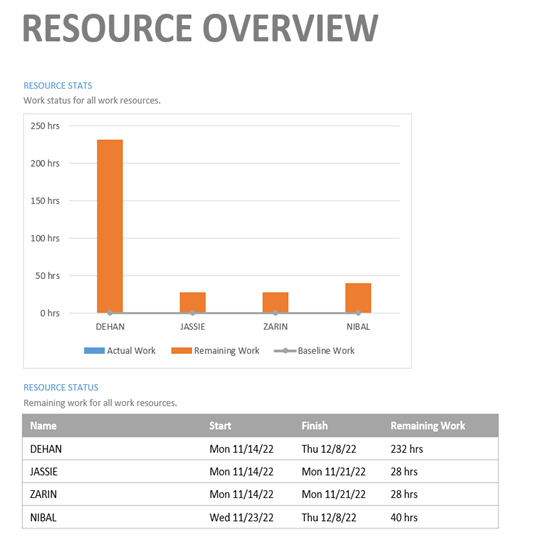 RESOURCE OVERVIEW
RESOURCE STATS
Work status for all work resources.
250 hrs
200 hrs
150 hrs
100 hrs
50 hrs
0 hrs
DEHAN JASSIE ZARIN NIBAL
Actual Work Remaining Work Baseline Work
RESOURCE STATUS
Remaining work for all work resources.
Name Start Finish Remaining Work
DEHAN Mon 11/14/22 Thu 12/8/22 232 hrs
JASSIE Mon 11/14/22 Mon 11/21/22 28 hrs
ZARIN Mon 11/14/22 Mon 11/21/22 28 hrs
NIBAL Wed 11/23/22 Thu 12/8/22 40 hrs